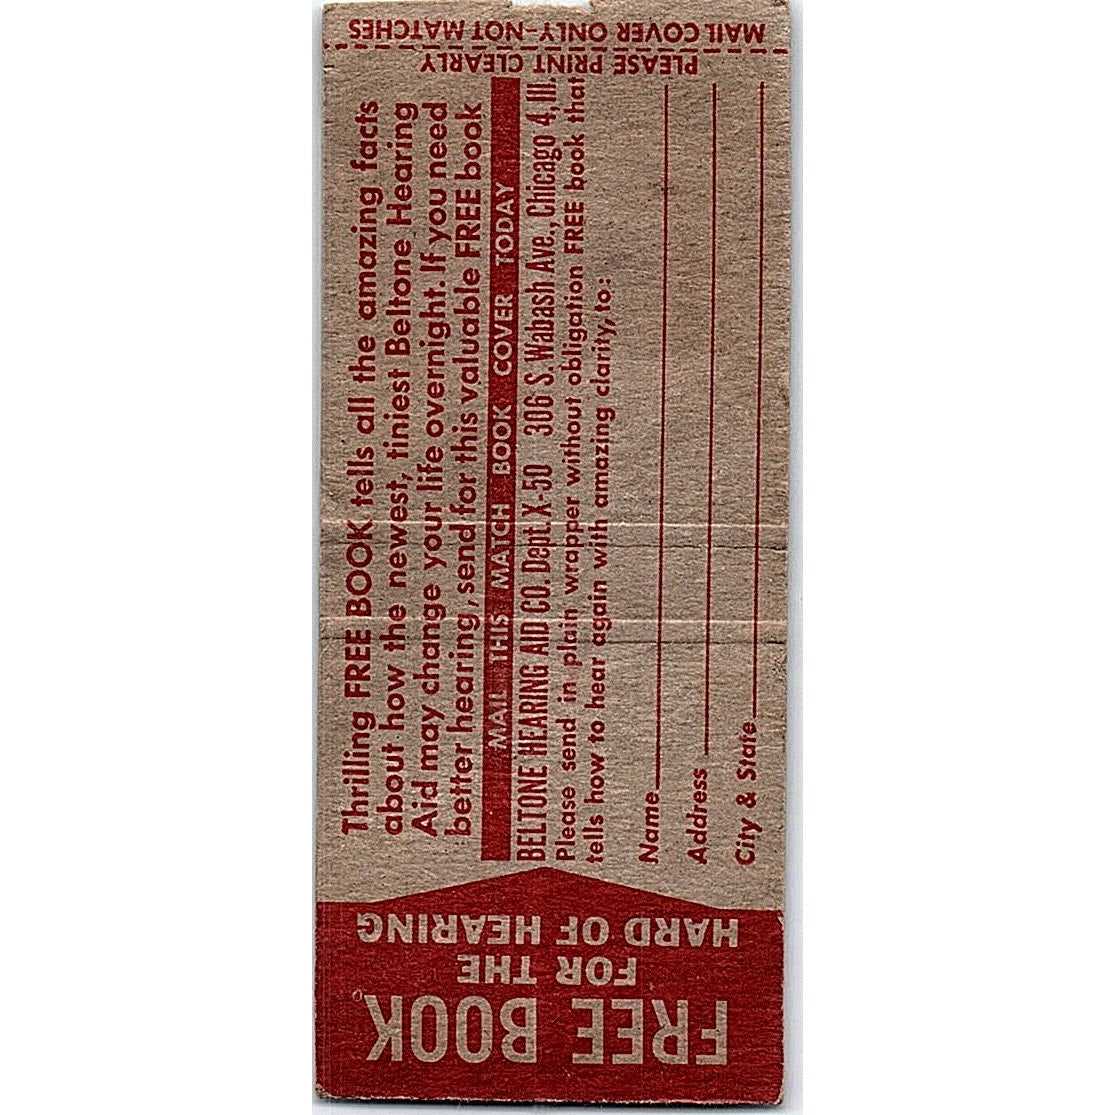 FREE BOOK
FOR THE
HARD OF HEARING
Thrilling FREE BOOK tells all the amazing facts
about how the newest, tiniest Beltone Hearing
Aid may change your life overnight. If you need
better hearing, send for this valuable FREE book
MAIL THIS MATCH BOOK COVER TODAY
BELTONE HEARING AID CO. Dept. X-50 306 S. Wabash Ave., Chicago 4, Ill.
Please send in plain wrapper without obligation FREE book that
tells how to hear again with amazing clarity, to:
Name
Address
City & State
PLEASE PRINT CLEARLY
MAIL COVER ONLY-NOT MATCHES